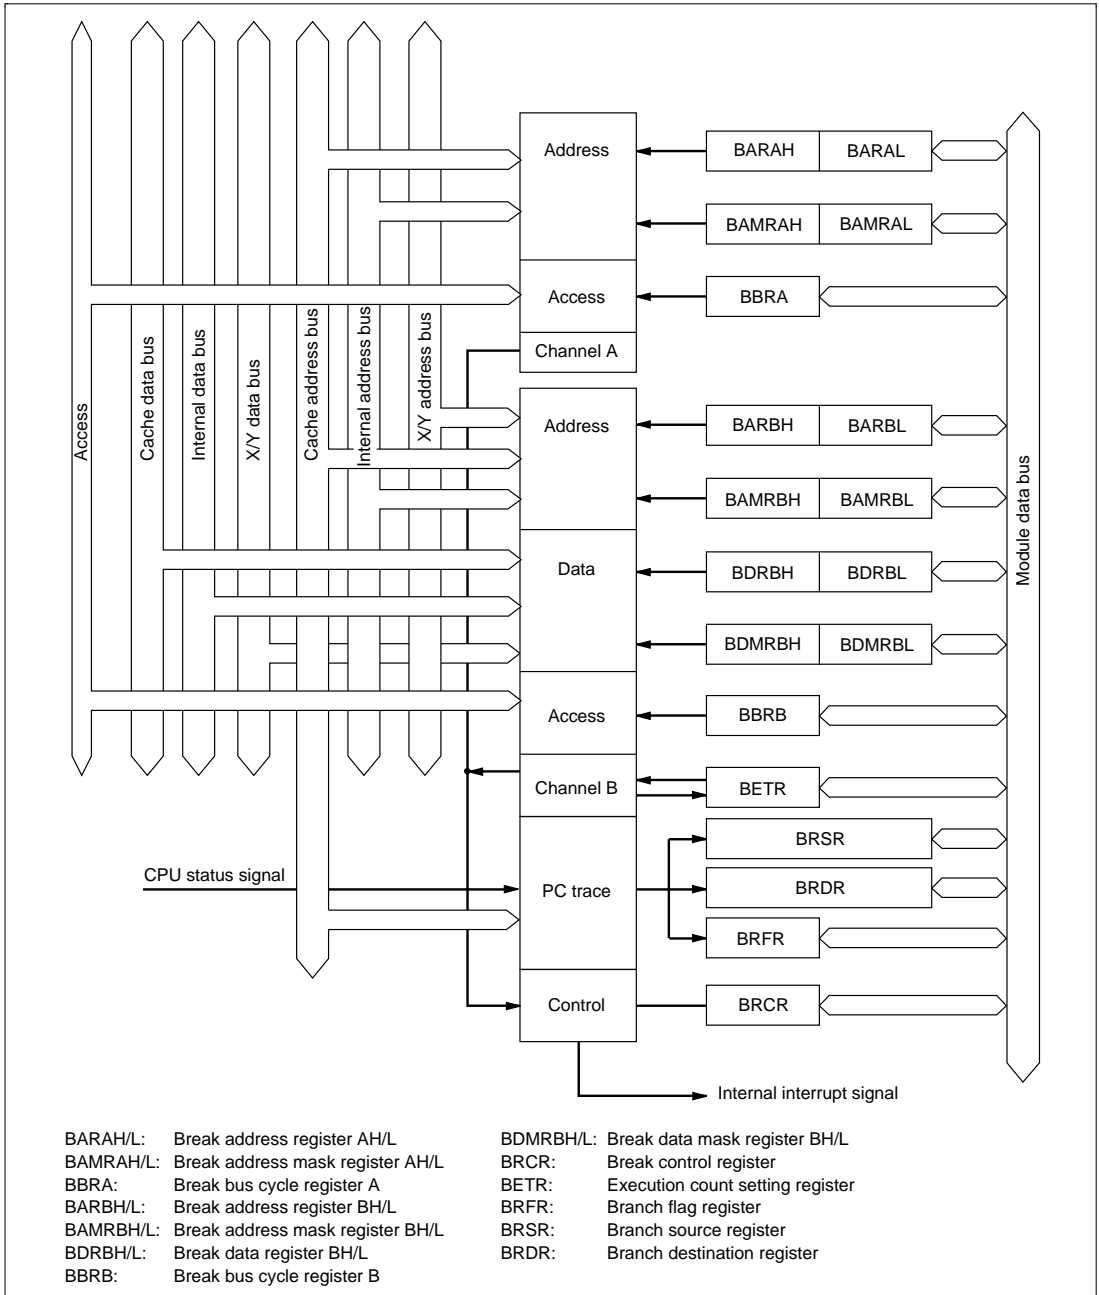 Address
BARAH
BARAL
BAMRAH
BAMRAL
Access
BBRA
Channel A
Access
Cache data bus
Internal data bus
X/Y data bus
Cache address bus
Internal address bus
X/Y address bus
Module data bus
Address
BARBH
BARBL
BAMRBH
BAMRBL
Data
BDRBH
BDRBL
BDMRBH
BDMRBL
Access
BBRB
Channel B
BETR
BRSR
CPU status signal
PC trace
BRDR
BRFR
Control
BRCR
Internal interrupt signal
BARAH/L: Break address register AH/L
BAMRAH/L: Break address mask register AH/L
BBRA: Break bus cycle register A
BARBH/L: Break address register BH/L
BAMRBH/L: Break address mask register BH/L
BDRBH/L: Break data register BH/L
BBRB: Break bus cycle register B
BDMRBH/L: Break data mask register BH/L
BRCR: Break control register
BETR: Execution count setting register
BRFR: Branch flag register
BRSR: Branch source register
BRDR: Branch destination register